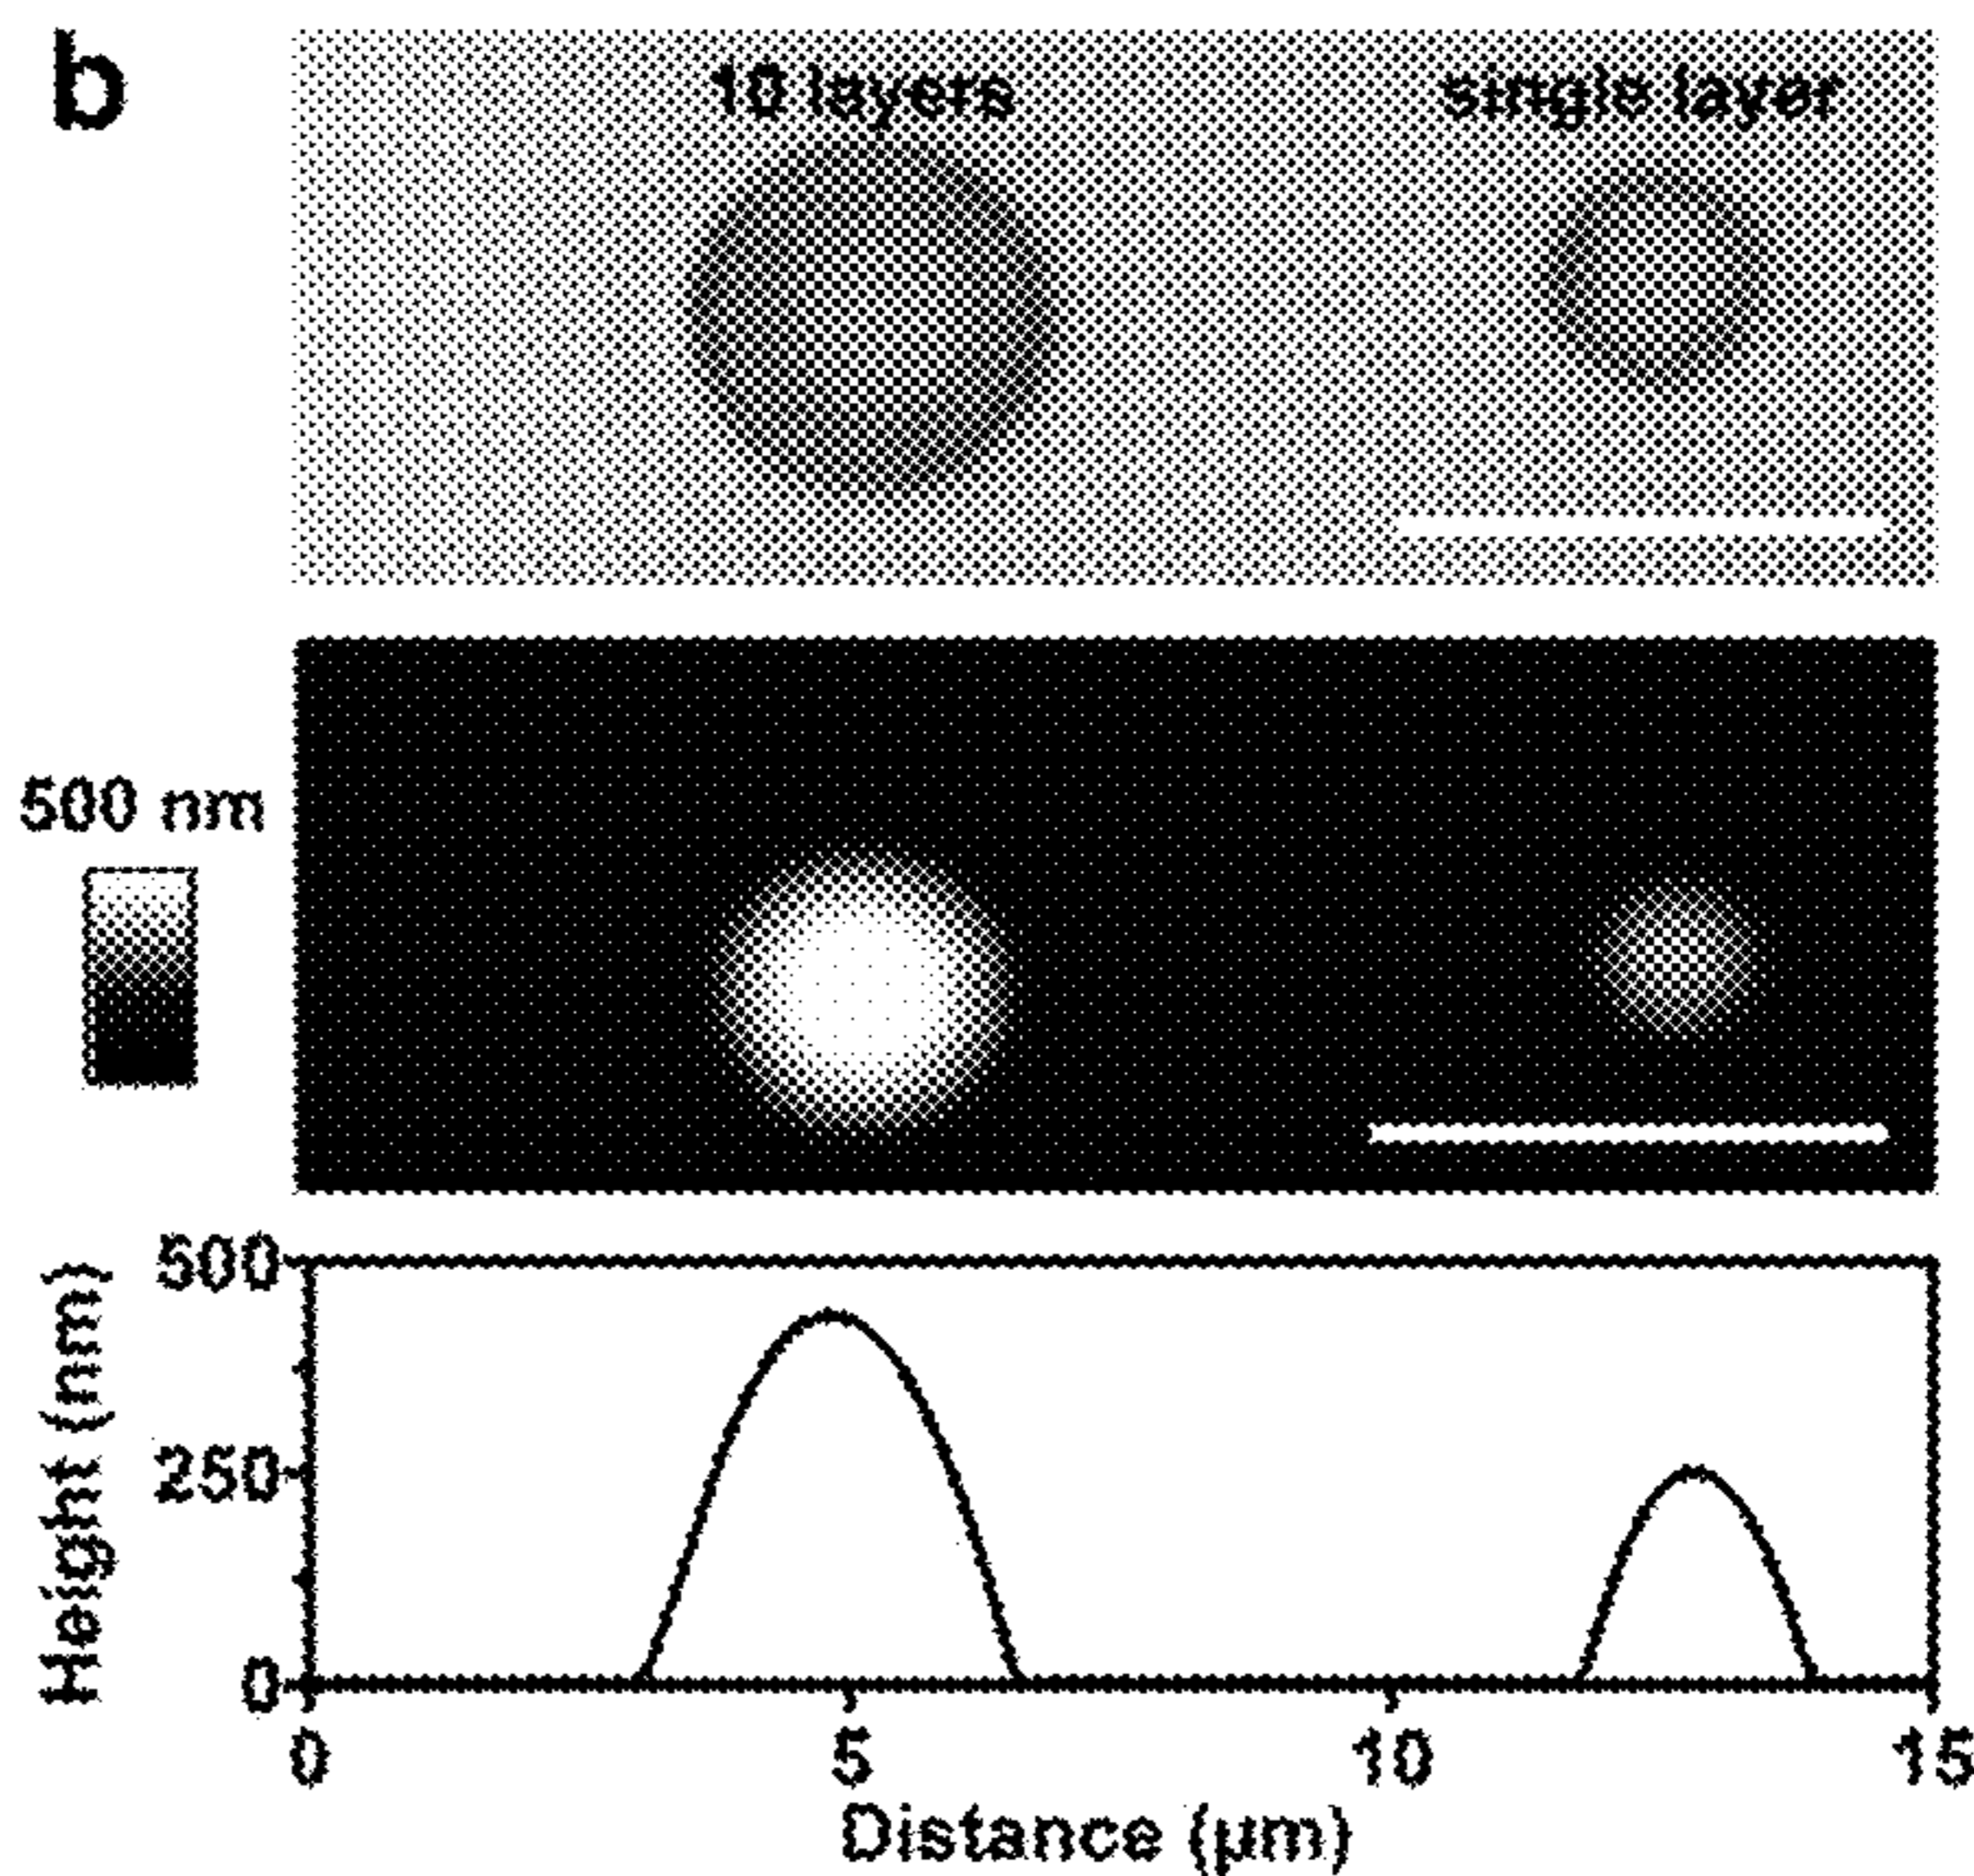 b
10 layers
single layer
500 nm
Height (nm)
500
250
0
0
5
10
15
Distance (µm)